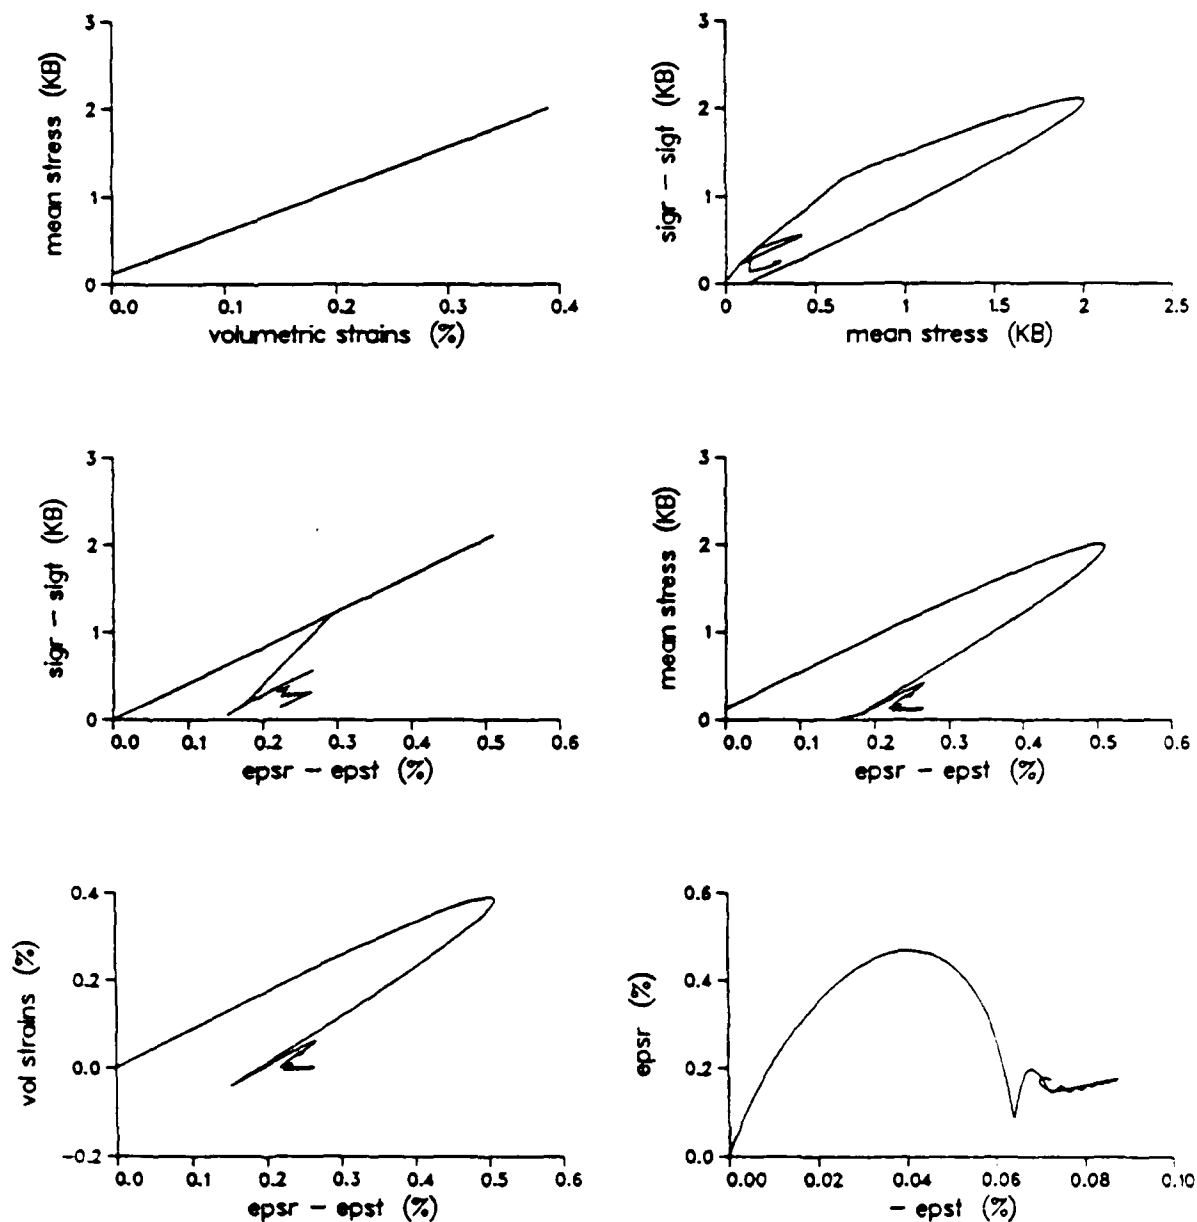 3
2
1
0
mean stress (KB)
0.0 0.1 0.2 0.3 0.4
volumetric strains (%)
3
2
1
0
sigr - sigt (KB)
0 0.5 1 1.5 2 2.5
mean stress (KB)
3
2
1
0
sigr - sigt (KB)
0.0 0.1 0.2 0.3 0.4 0.5 0.6
epsr - epst (%)
3
2
1
0
mean stress (KB)
0.0 0.1 0.2 0.3 0.4 0.5 0.6
epsr - epst (%)
0.4
0.2
0.0
-0.2
vol strains (%)
0.0 0.1 0.2 0.3 0.4 0.5 0.6
epsr - epst (%)
0.6
0.4
0.2
0.0
epsr (%)
0.00 0.02 0.04 0.06 0.08 0.10
- epst (%)